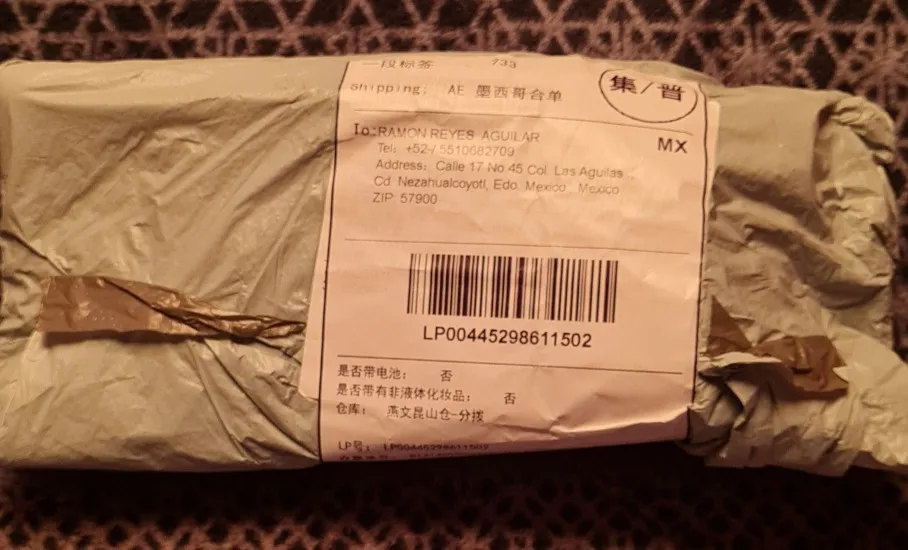 一段标签
Shipping: AE 墨西哥合单
集/普
To:RAMON REYES AGUILAR
MX
Tel: +52-/ 5510682709
Address: Calle 17 No 45 Col. Las Aguilas
Cd Nezahualcoyotl, Edo. Mexico, Mexico
ZIP: 57900
LP00445298611502
是否带电池: 否
是否带有非液体化妆品: 否
仓库: 燕文昆山仓-分拨
LP号: LP00445298611502